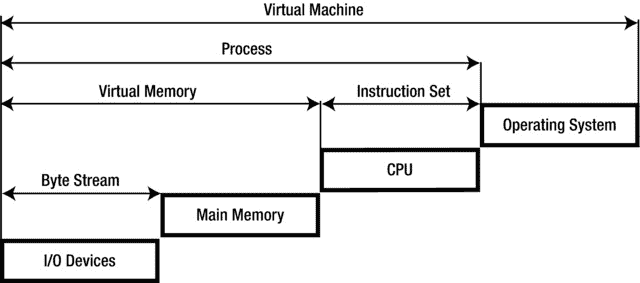 Virtual Machine
Process
Virtual Memory
Instruction Set
Operating System
CPU
Byte Stream
Main Memory
I/O Devices